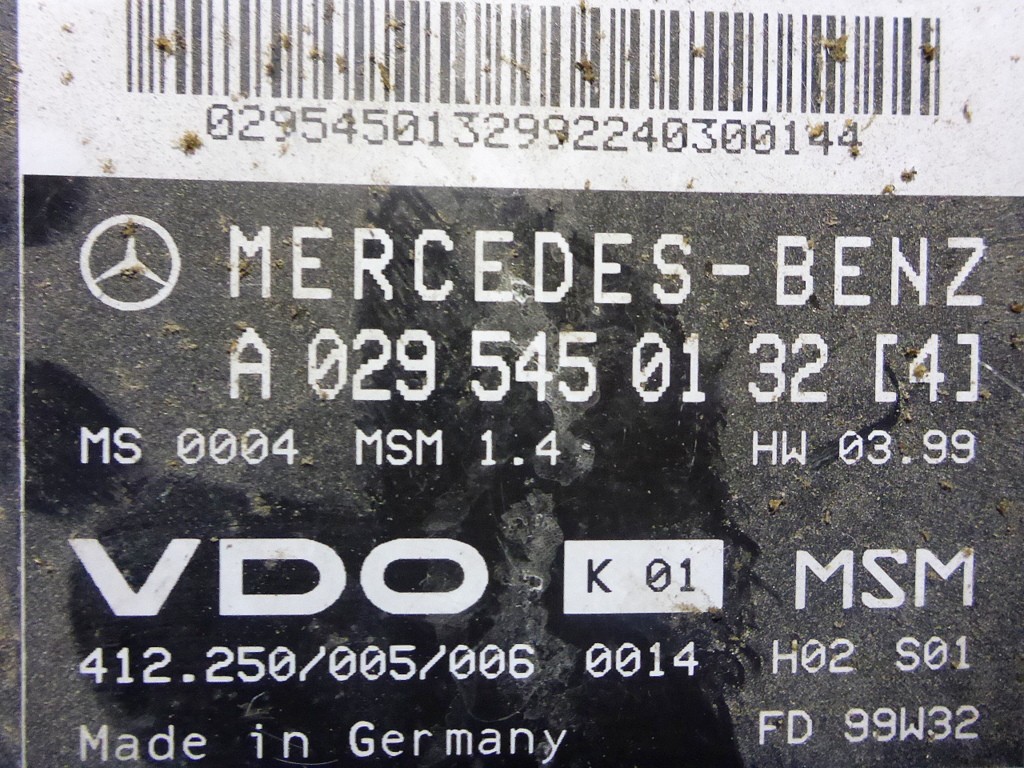 0295450132992240300144
MERCEDES-BENZ
A 029 545 01 32 [4]
MS 0004 MSM 1.4 HW 03.99
VDO K 01 MSM
412.250/005/006 0014 H02 S01
Made in Germany FD 99W32